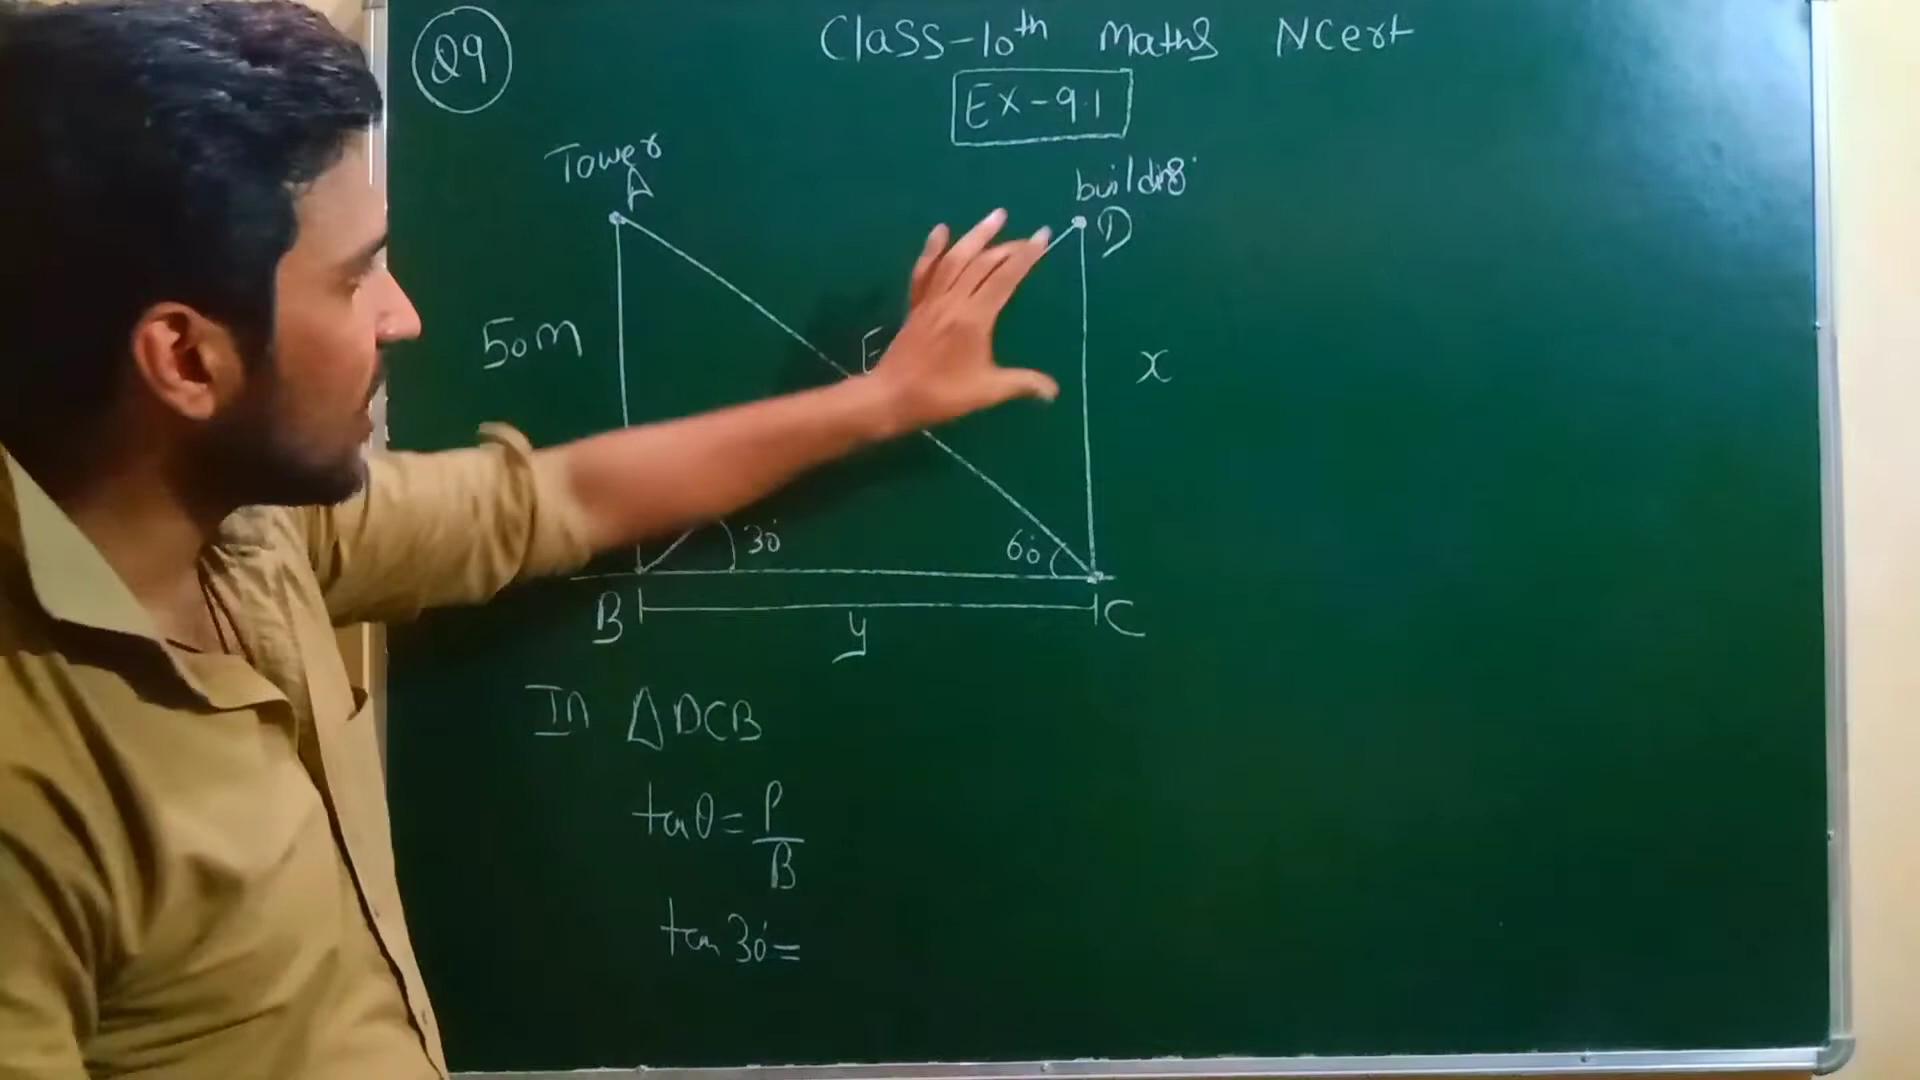 Q9
Class-10th Maths NCert
Ex-9.1
Tower
A
building
D
50m
E
x
30°
60°
B
C
y
In △DCB
tanθ = P/B
tan 30° =